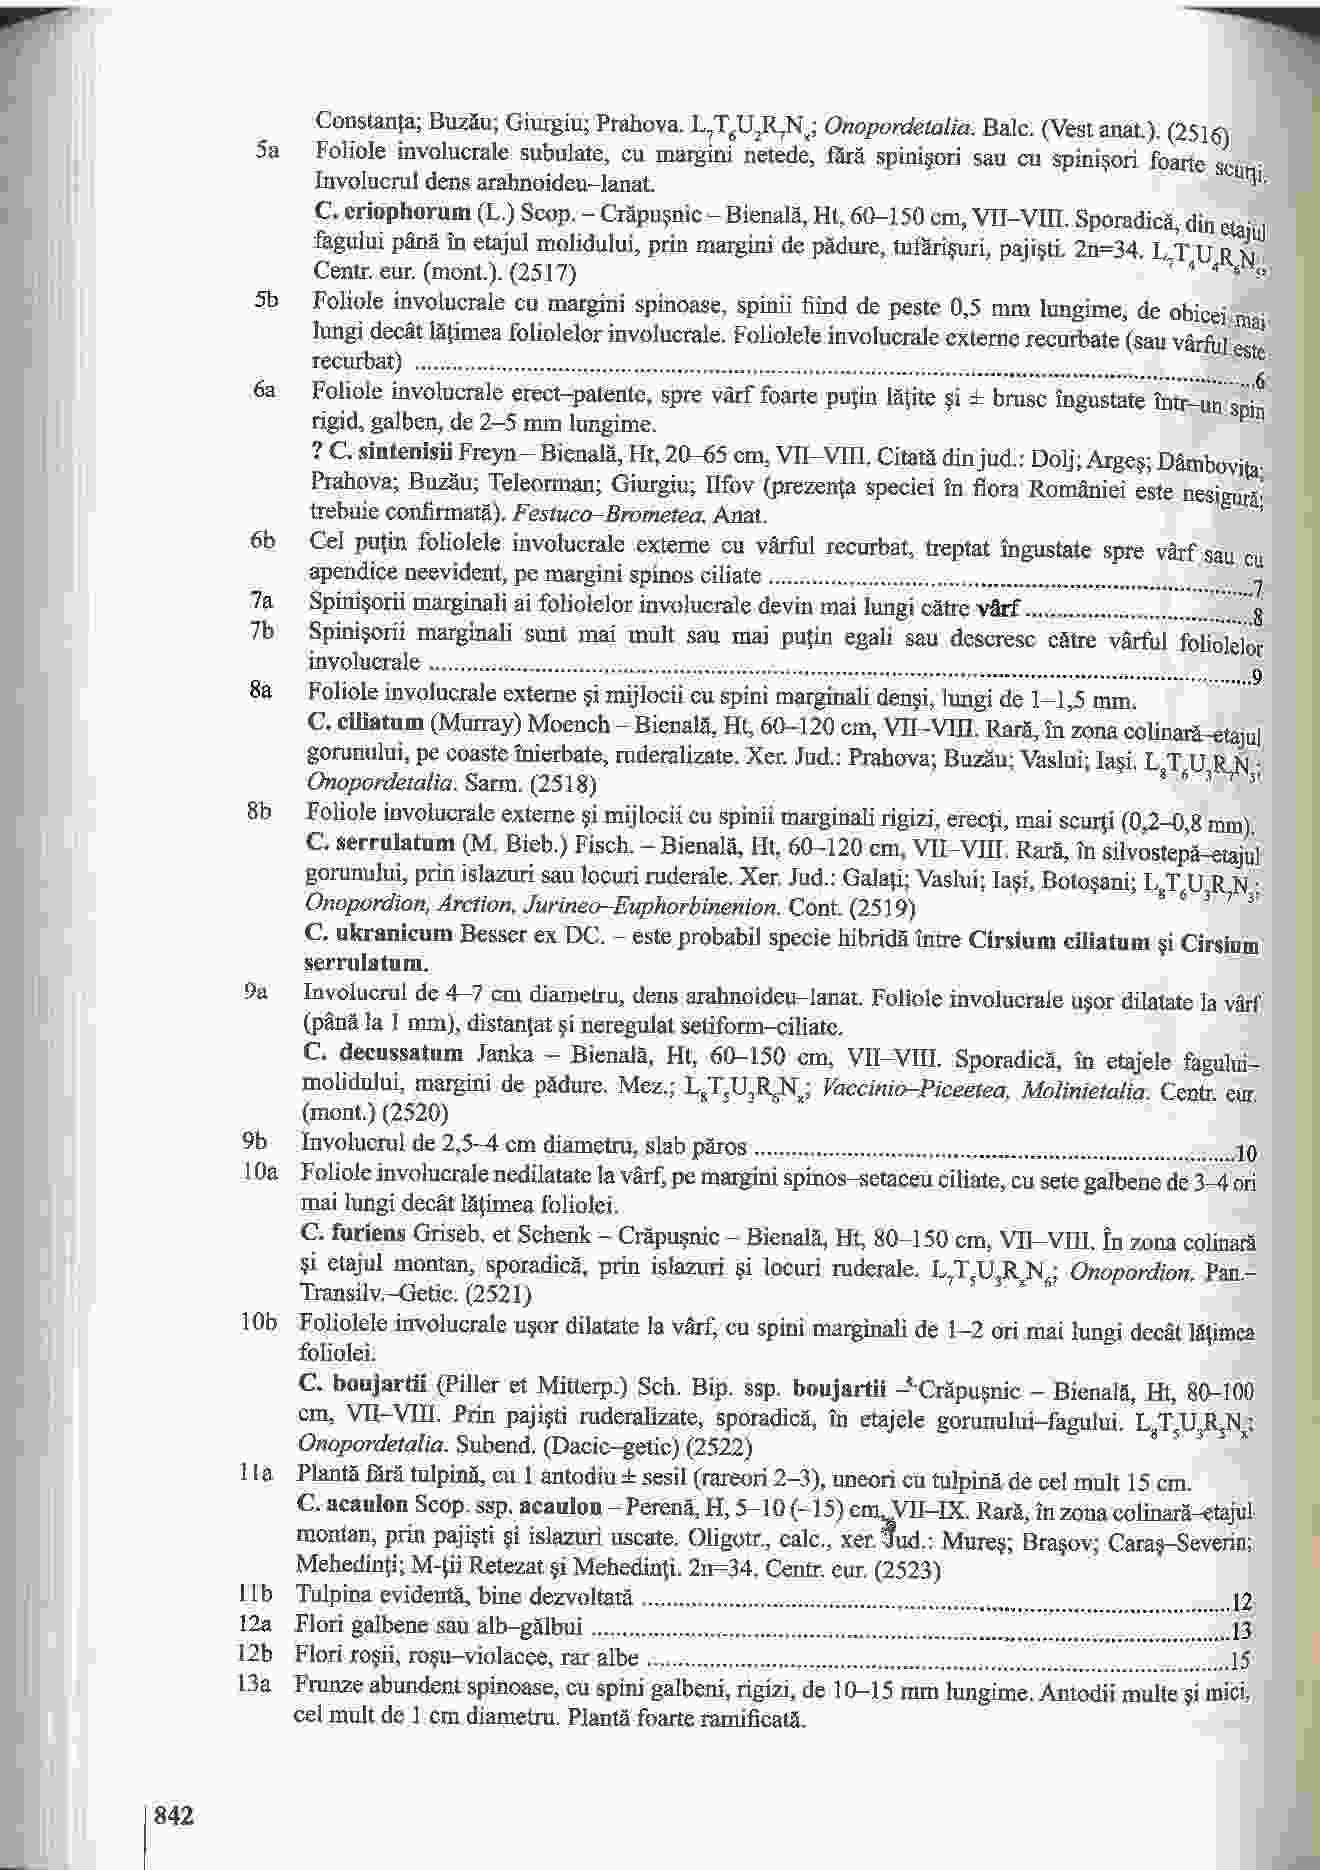 Constanța; Buzău; Giurgiu; Prahova. L₇T₆U₂R₇Nₓ; Onopordetalia. Balc. (Vest anat.). (2516)
5a Foliole involucrale subulate, cu margini netede, fără spinișori sau cu spinișori foarte scurți.
Involucrul dens arahnoideu–lanat.
C. eriophorum (L.) Scop. – Crăpușnic – Bienală, Ht, 60–150 cm, VII–VIII. Sporadică, din etajul
fagului până în etajul molidului, prin margini de pădure, tufărișuri, pajiști. 2n=34. L₇T₄U₄R₈N
Centr. eur. (mont.). (2517)
5b Foliole involucrale cu margini spinoase, spinii fiind de peste 0,5 mm lungime, de obicei mai
lungi decât lățimea foliolelor involucrale. Foliolele involucrale externe recurbate (sau vârful este
recurbat) ...6
6a Foliole involucrale erect–patente, spre vârf foarte puțin lățite și ± brusc îngustate într–un spin
rigid, galben, de 2–5 mm lungime.
? C. sintenisii Freyn – Bienală, Ht, 20–65 cm, VII–VIII. Citată din jud.: Dolj; Argeș; Dâmbovița;
Prahova; Buzău; Teleorman; Giurgiu; Ilfov (prezența speciei în flora României este nesigură;
trebuie confirmată). Festuco–Brometea. Anat.
6b Cel puțin foliolele involucrale externe cu vârful recurbat, treptat îngustate spre vârf sau cu
apendice neevident, pe margini spinos ciliate ...7
7a Spinișorii marginali ai foliolelor involucrale devin mai lungi către vârf ...8
7b Spinișorii marginali sunt mai mult sau mai puțin egali sau descresc către vârful foliolelor
involucrale ...9
8a Foliole involucrale externe și mijlocii cu spini marginali denși, lungi de 1–1,5 mm.
C. ciliatum (Murray) Moench – Bienală, Ht, 60–120 cm, VII–VIII. Rară, în zona colinară–etajul
gorunului, pe coaste înierbate, ruderalizate. Xer. Jud.: Prahova; Buzău; Vaslui; Iași. L₈T₆U₃R₇N₃;
Onopordetalia. Sarm. (2518)
8b Foliole involucrale externe și mijlocii cu spinii marginali rigizi, erecți, mai scurți (0,2–0,8 mm).
C. serrulatum (M. Bieb.) Fisch. – Bienală, Ht, 60–120 cm, VII–VIII. Rară, în silvostepă–etajul
gorunului, prin islazuri sau locuri ruderale. Xer. Jud.: Galați; Vaslui; Iași, Botoșani; L₈T₆U₃R₇N₃;
Onopordion, Arction, Jurineo–Euphorbinenion. Cont. (2519)
C. ukranicum Besser ex DC. – este probabil specie hibridă între Cirsium ciliatum și Cirsium
serrulatum.
9a Involucrul de 4–7 cm diametru, dens arahnoideu–lanat. Foliole involucrale ușor dilatate la vârf
(până la 1 mm), distanțat și neregulat setiform–ciliate.
C. decussatum Janka – Bienală, Ht, 60–150 cm, VII–VIII. Sporadică, în etajele fagului–
molidului, margini de pădure. Mez.; L₈T₅U₃R₆Nₓ; Vaccinio–Piceetea, Molinietalia. Centr. eur.
(mont.) (2520)
9b Involucrul de 2,5–4 cm diametru, slab păros ...10
10a Foliole involucrale nedilatate la vârf, pe margini spinos–setaceu ciliate, cu sete galbene de 3–4 ori
mai lungi decât lățimea foliolei.
C. furiens Griseb. et Schenk – Crăpușnic – Bienală, Ht, 80–150 cm, VII–VIII. În zona colinară
și etajul montan, sporadică, prin islazuri și locuri ruderale. L₇T₅U₃R₈N₆; Onopordion. Pan.–
Transilv.–Getic. (2521)
10b Foliolele involucrale ușor dilatate la vârf, cu spini marginali de 1–2 ori mai lungi decât lățimea
foliolei.
C. boujartii (Piller et Mitterp.) Sch. Bip. ssp. boujartii – Crăpușnic – Bienală, Ht, 80–100
cm, VII–VIII. Prin pajiști ruderalizate, sporadică, în etajele gorunului–fagului. L₈T₅U₃R₅Nₓ;
Onopordetalia. Subend. (Dacic–getic) (2522)
11a Plantă fără tulpină, cu 1 antodiu ± sesil (rareori 2–3), uneori cu tulpină de cel mult 15 cm.
C. acaulon Scop. ssp. acaulon – Perenă, H, 5–10 (–15) cm, VII–IX. Rară, în zona colinară–etajul
montan, prin pajiști și islazuri uscate. Oligotr., calc., xer. Jud.: Mureș; Brașov; Caraș–Severin;
Mehedinți; M-ții Retezat și Mehedinți. 2n=34. Centr. eur. (2523)
11b Tulpina evidentă, bine dezvoltată ...12
12a Flori galbene sau alb–gălbui ...13
12b Flori roșii, roșu–violacee, rar albe ...15
13a Frunze abundent spinoase, cu spini galbeni, rigizi, de 10–15 mm lungime. Antodii multe și mici,
cel mult de 1 cm diametru. Plantă foarte ramificată.
842